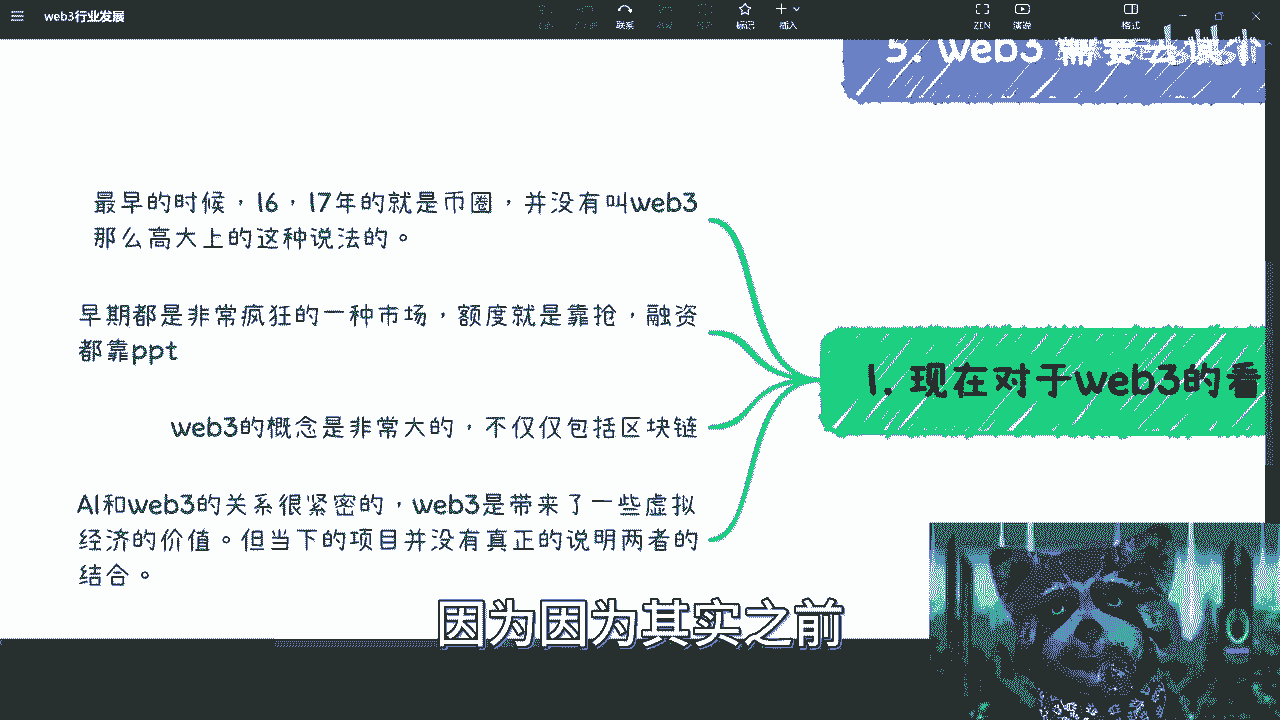 web3行业发展
联系
标记
插入
ZEN
演说
格式
5. web3 需要去
最早的时候，16，17年的就是币圈，并没有叫web3
那么高大上的这种说法的。
早期都是非常疯狂的一种市场，额度就是靠抢，融资
都靠ppt
web3的概念是非常大的，不仅仅包括区块链
AI和web3的关系很紧密的，web3是带来了一些虚拟
经济的价值。但当下的项目并没有真正的说明两者的
结合。
1. 现在对于web3的看
因为因为其实之前